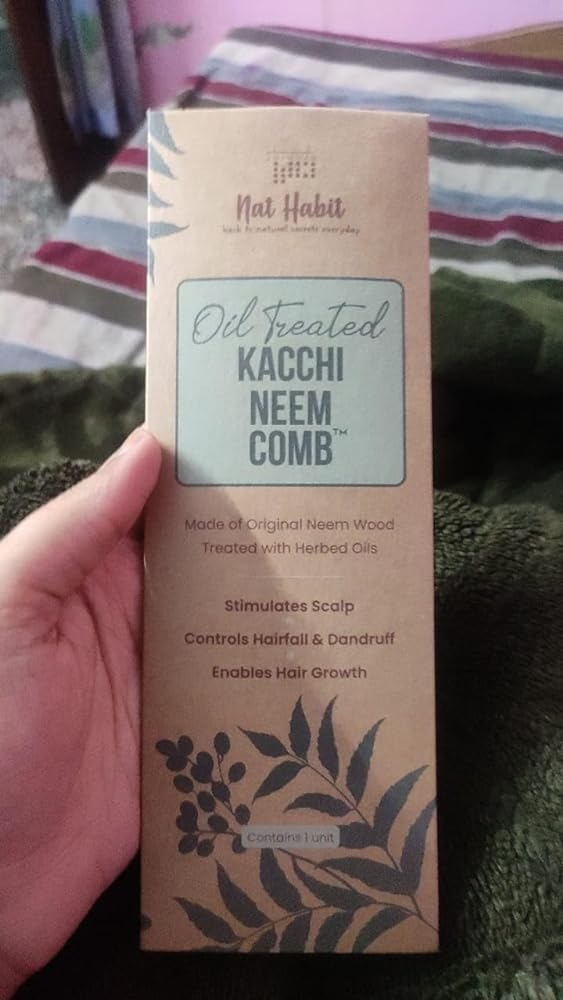 Nat Habit
back to natural secrets everyday
Oil Treated
KACCHI
NEEM
COMB™
Made of Original Neem Wood
Treated with Herbed Oils
Stimulates Scalp
Controls Hairfall & Dandruff
Enables Hair Growth
Contains 1 unit